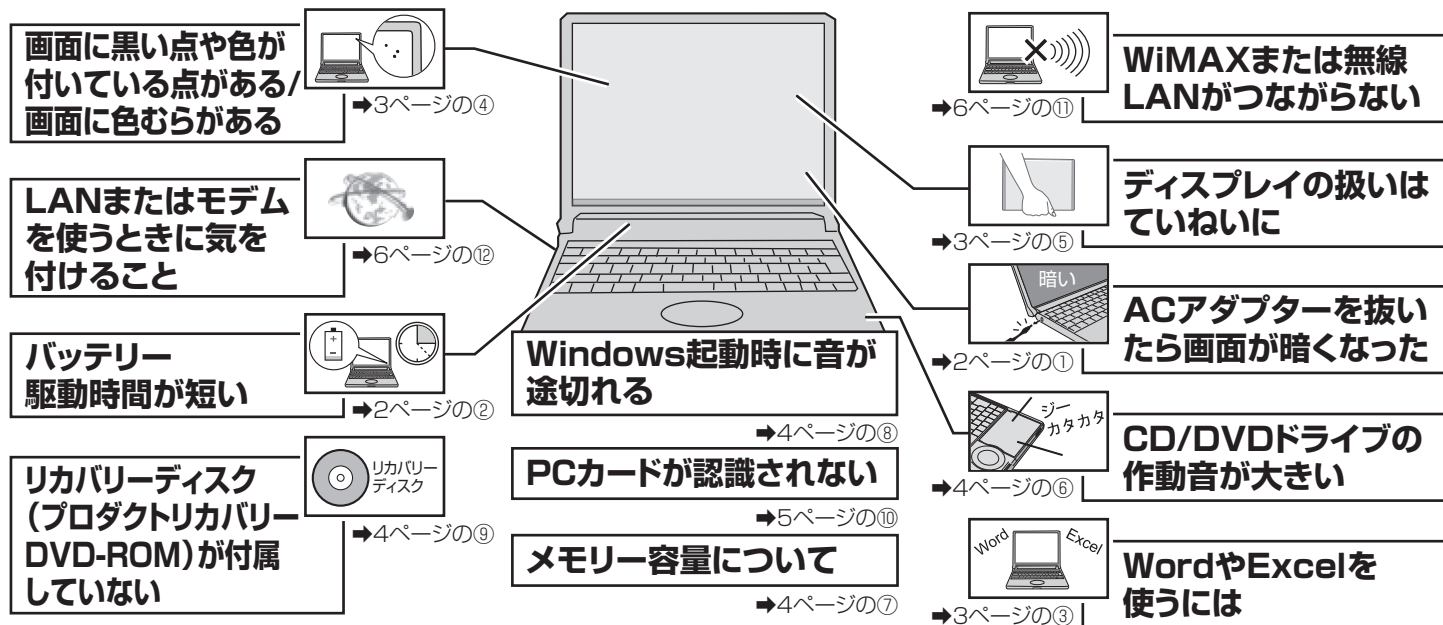 画面に黒い点や色が
付いている点がある/
画面に色むらがある
➡3ページの④
LANまたはモデム
を使うときに気を
付けること
➡6ページの⑫
バッテリー
駆動時間が短い
➡2ページの②
リカバリーディスク
(プロダクトリカバリー
DVD-ROM)が付属
していない
リカバリー
ディスク
➡4ページの⑨
Windows起動時に音が
途切れる
➡4ページの⑧
PCカードが認識されない
➡5ページの⑩
メモリー容量について
➡4ページの⑦
WiMAXまたは無線
LANがつながらない
➡6ページの⑪
ディスプレイの扱いは
ていねいに
➡3ページの⑤
暗い
ACアダプターを抜い
たら画面が暗くなった
➡2ページの①
ジー
カタカタ
CD/DVDドライブの
作動音が大きい
➡4ページの⑥
Word
Excel
WordやExcelを
使うには
➡3ページの③